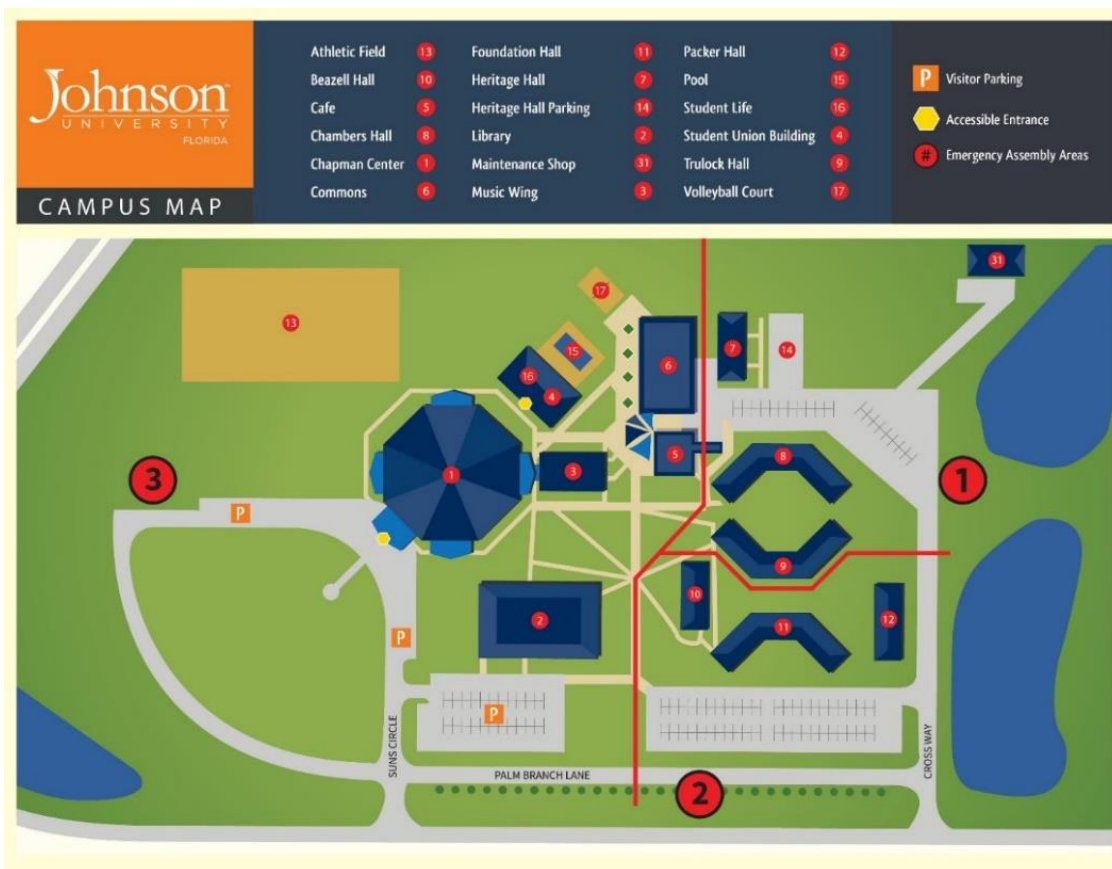 Johnson™
UNIVERSITY
FLORIDA
CAMPUS MAP
Athletic Field 13
Beazell Hall 10
Cafe 5
Chambers Hall 8
Chapman Center 1
Commons 6
Foundation Hall 11
Heritage Hall 7
Heritage Hall Parking 14
Library 2
Maintenance Shop 31
Music Wing 3
Packer Hall 12
Pool 15
Student Life 16
Student Union Building 4
Trulock Hall 9
Volleyball Court 17
P Visitor Parking
Accessible Entrance
# Emergency Assembly Areas
31
17
13
15
7
14
6
16
4
5
8
3
1
3
1
P
9
10
2
11
12
P
P
SUNS CIRCLE
PALM BRANCH LANE
CROSS WAY
2